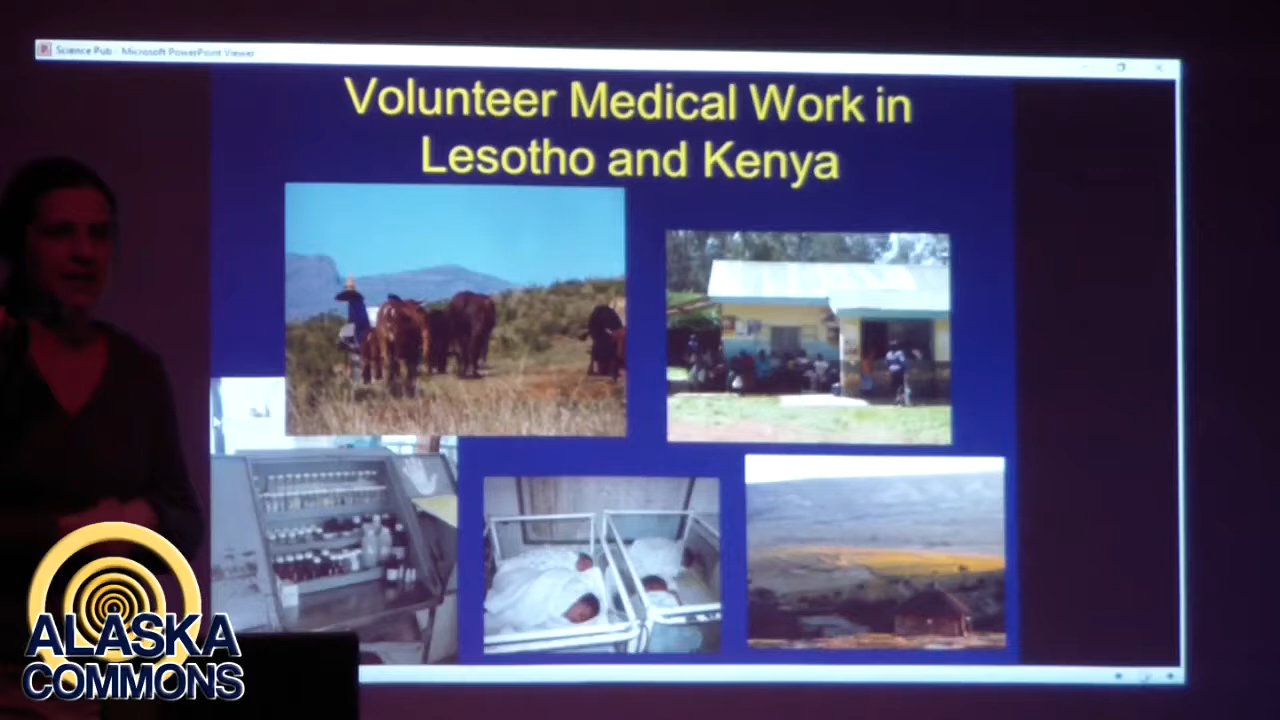 Science Pub - Microsoft PowerPoint Viewer
Volunteer Medical Work in
Lesotho and Kenya
ALASKA
COMMONS